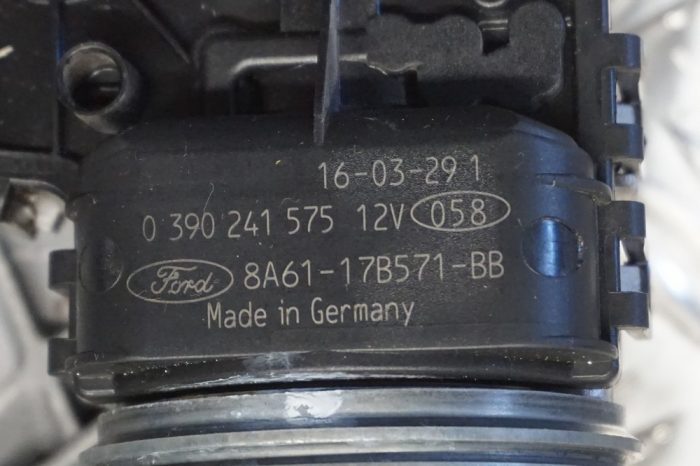 16-03-29 1
0 390 241 575 12V 058
Ford 8A61-17B571-BB
Made in Germany